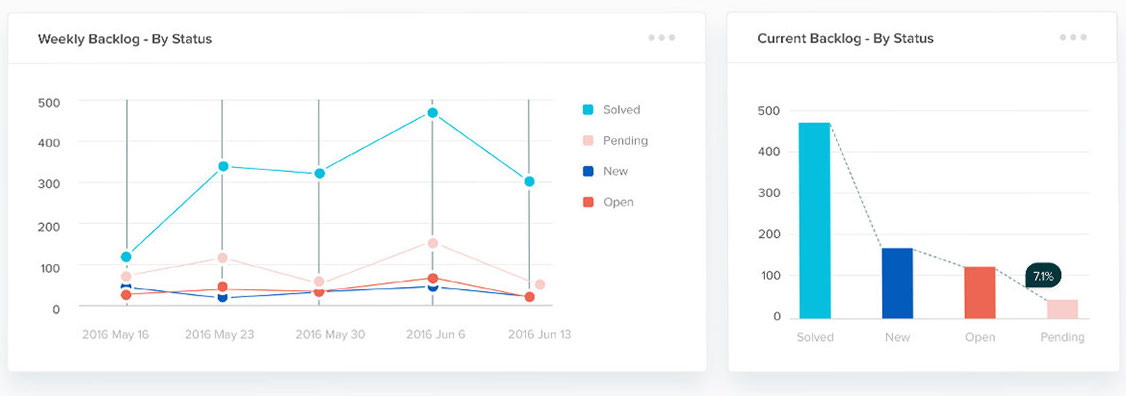 Weekly Backlog - By Status
500
400
300
200
100
0
2016 May 16 2016 May 23 2016 May 30 2016 Jun 6 2016 Jun 13
Solved
Pending
New
Open
Current Backlog - By Status
500
400
300
200
100
0
7.1%
Solved New Open Pending